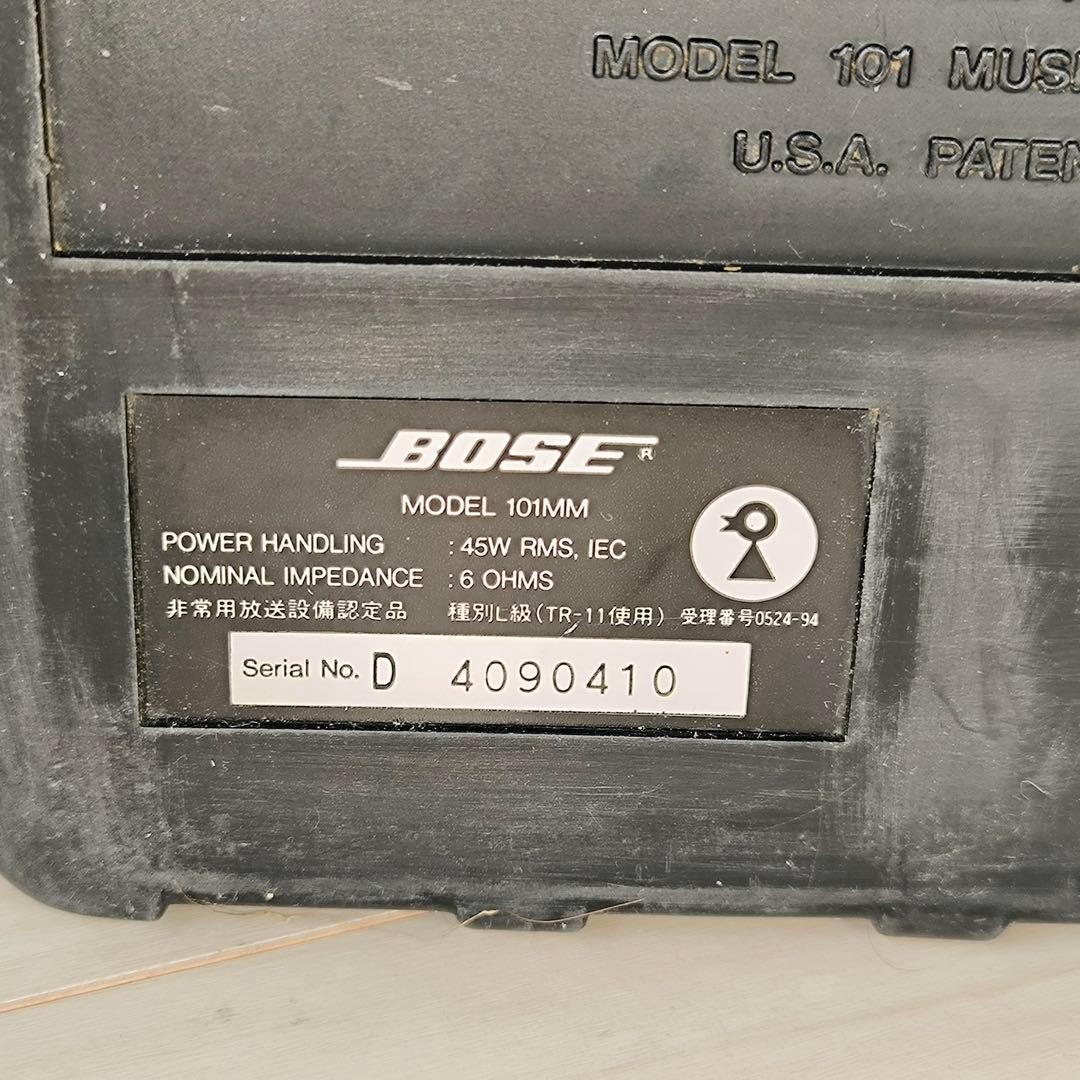 MODEL 101 MUSI
U.S.A. PATEN
BOSE®
MODEL 101MM
POWER HANDLING : 45W RMS, IEC
NOMINAL IMPEDANCE : 6 OHMS
非常用放送設備認定品 種別L級(TR-11使用) 受理番号0524-94
Serial No. D 4090410